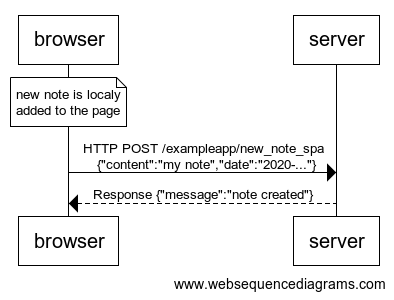 browser
server
new note is localy
added to the page
HTTP POST /exampleapp/new_note_spa
{"content":"my note","date":"2020-..."}
Response {"message":"note created"}
browser
server
www.websequencediagrams.com